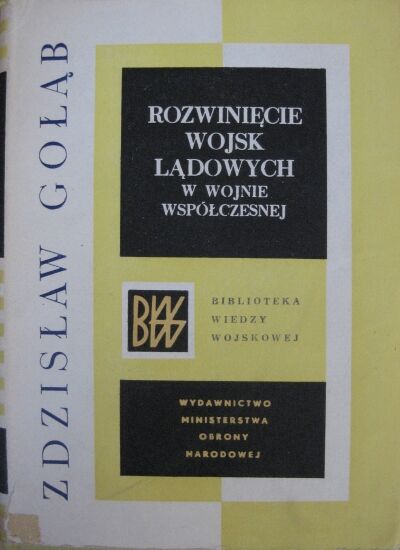 ZDZISŁAW GOŁĄB
ROZWINIĘCIE
WOJSK
LĄDOWYCH
W WOJNIE
WSPÓŁCZESNEJ
BWW
BIBLIOTEKA
WIEDZY
WOJSKOWEJ
WYDAWNICTWO
MINISTERSTWA
OBRONY
NARODOWEJ